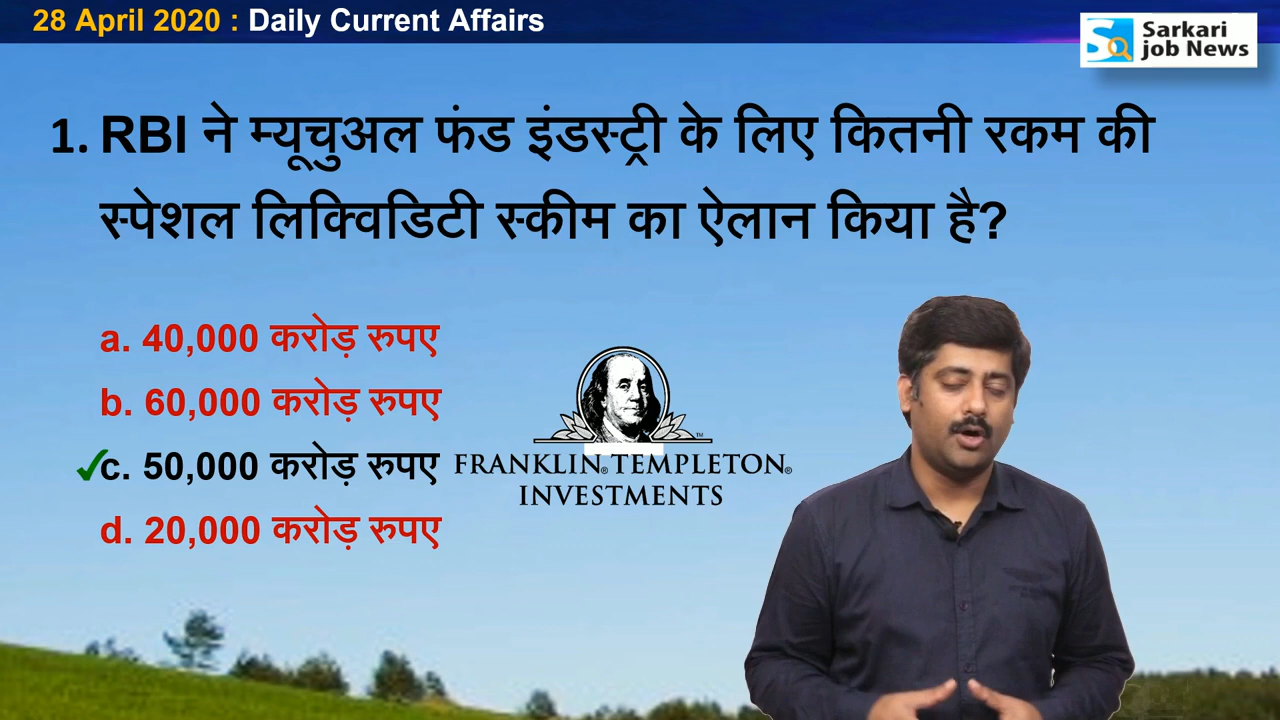 28 April 2020 : Daily Current Affairs
Sarkari
job News
1. RBI ने म्यूचुअल फंड इंडस्ट्री के लिए कितनी रकम की
स्पेशल लिक्विडिटी स्कीम का ऐलान किया है?
a. 40,000 करोड़ रुपए
b. 60,000 करोड़ रुपए
✓c. 50,000 करोड़ रुपए
d. 20,000 करोड़ रुपए
FRANKLIN® TEMPLETON®
INVESTMENTS